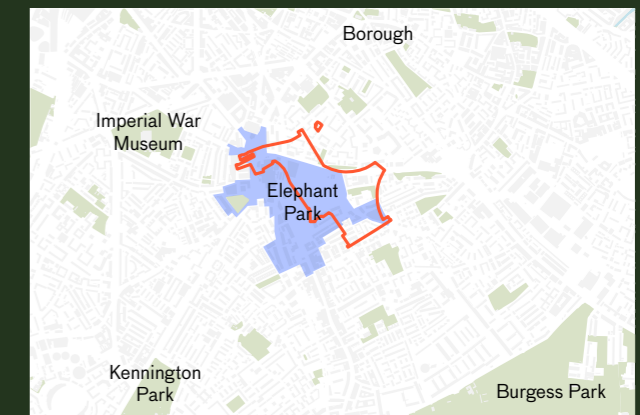 Borough
Imperial War
Museum
Elephant
Park
Kennington
Park
Burgess Park